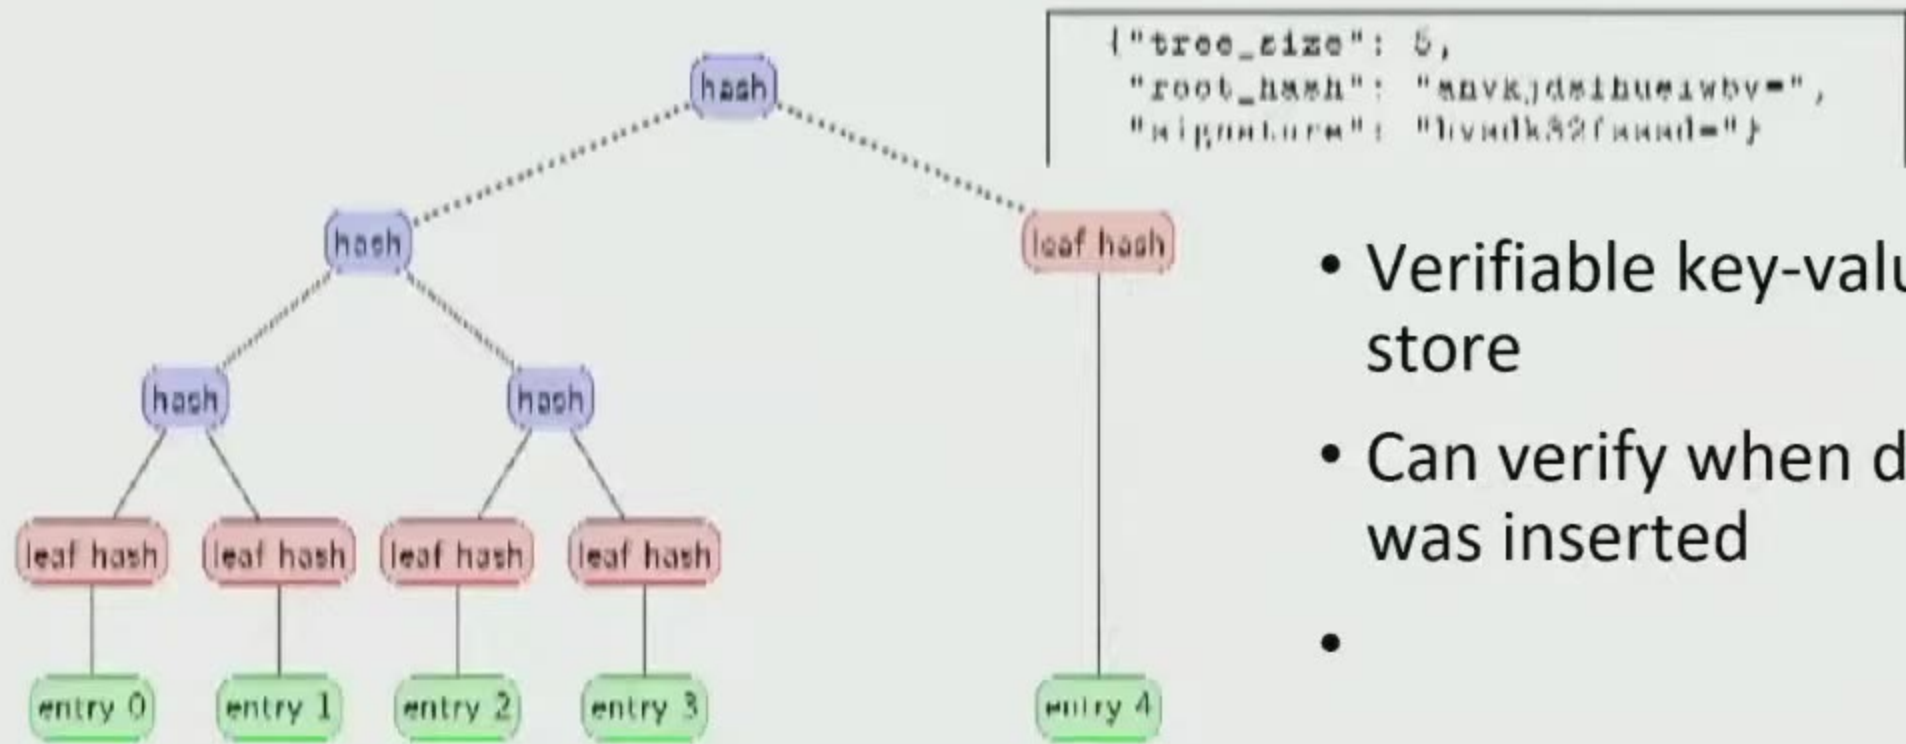 hash
{"tree_size": 5,
"root_hash":
"signature":
hash
leaf hash
hash
hash
leaf hash
leaf hash
leaf hash
leaf hash
entry 0
entry 1
entry 2
entry 3
entry 4
• Verifiable key-valu
store
• Can verify when d
was inserted
•